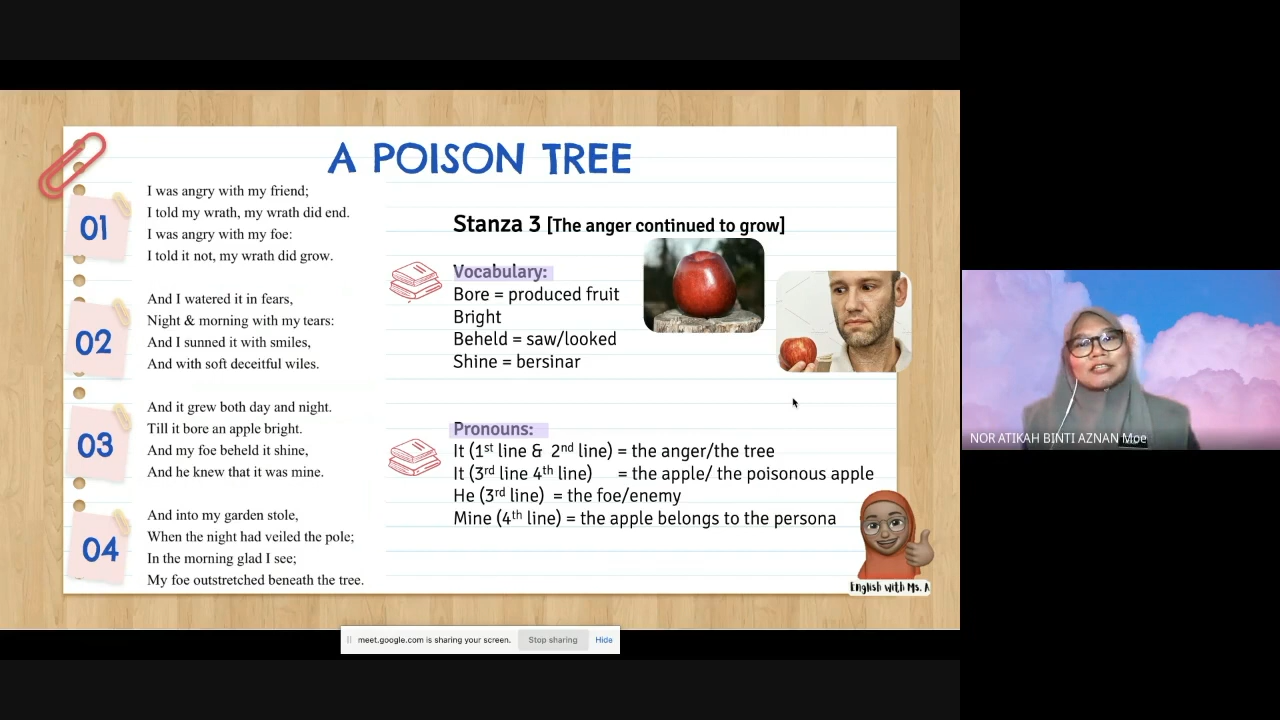 A POISON TREE
01
I was angry with my friend;
I told my wrath, my wrath did end.
I was angry with my foe:
I told it not, my wrath did grow.
02
And I watered it in fears,
Night & morning with my tears:
And I sunned it with smiles,
And with soft deceitful wiles.
03
And it grew both day and night.
Till it bore an apple bright.
And my foe beheld it shine,
And he knew that it was mine.
04
And into my garden stole,
When the night had veiled the pole;
In the morning glad I see;
My foe outstretched beneath the tree.
Stanza 3 [The anger continued to grow]
Vocabulary:
Bore = produced fruit
Bright
Beheld = saw/looked
Shine = bersinar
Pronouns:
It (1st line & 2nd line) = the anger/the tree
It (3rd line 4th line) = the apple/ the poisonous apple
He (3rd line) = the foe/enemy
Mine (4th line) = the apple belongs to the persona
English with Ms. A
NOR ATIKAH BINTI AZNAN Moe
meet.google.com is sharing your screen.
Stop sharing
Hide